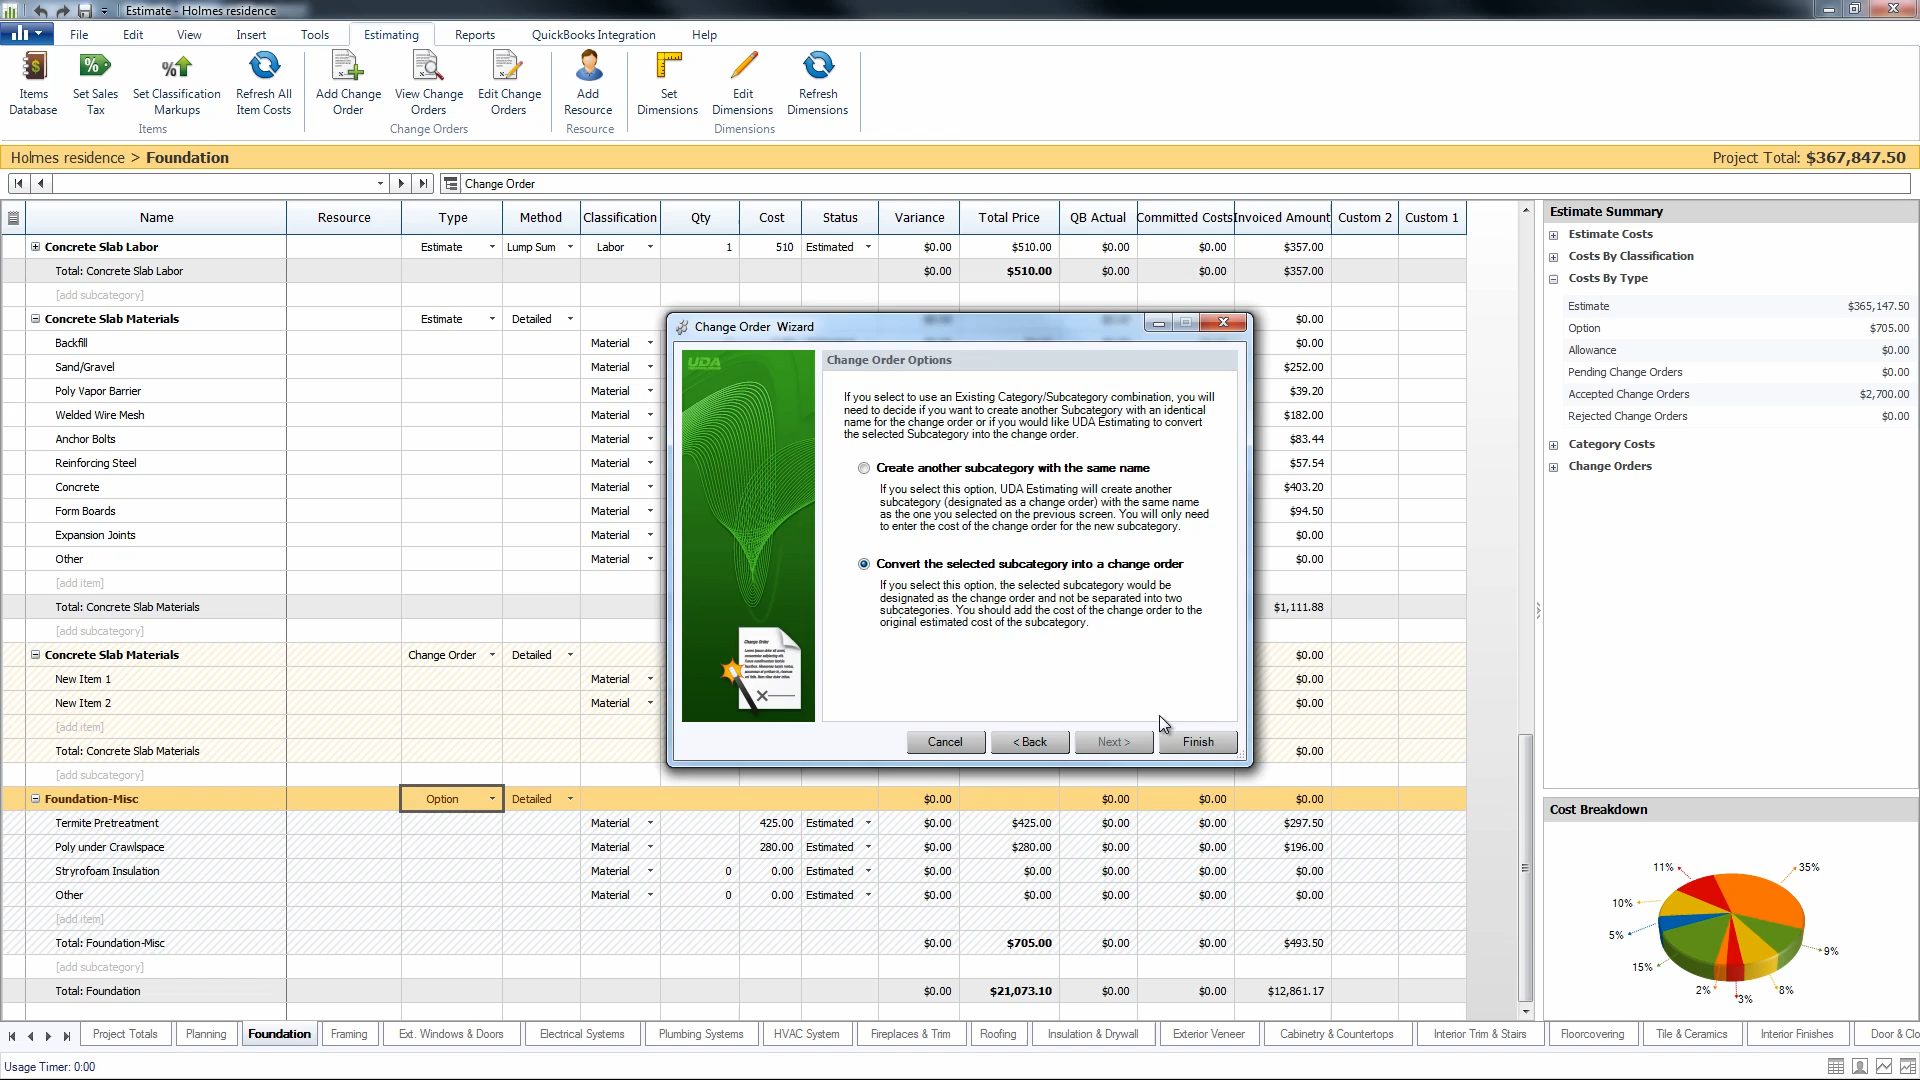 Estimate - Holmes residence
File Edit View Insert Tools Estimating Reports QuickBooks Integration Help
Items Database
Set Sales Tax
Set Classification Markups
Refresh All Item Costs
Add Change Order
View Change Orders
Edit Change Orders
Add Resource
Set Dimensions
Edit Dimensions
Refresh Dimensions
Items Change Orders Resource Dimensions
Holmes residence > Foundation Project Total: $367,847.50
Change Order
Name Resource Type Method Classification Qty Cost Status Variance Total Price QB Actual Committed Costs Invoiced Amount Custom 2 Custom 1
Concrete Slab Labor Estimate Lump Sum Labor 1 510 Estimated $0.00 $510.00 $0.00 $0.00 $357.00
Total: Concrete Slab Labor $0.00 $510.00 $0.00 $0.00 $357.00
[add subcategory]
Concrete Slab Materials Estimate Detailed $0.00
Backfill Material $0.00
Sand/Gravel Material $252.00
Poly Vapor Barrier Material $39.20
Welded Wire Mesh Material $182.00
Anchor Bolts Material $83.44
Reinforcing Steel Material $57.54
Concrete Material $403.20
Form Boards Material $94.50
Expansion Joints Material $0.00
Other Material $0.00
[add item]
Total: Concrete Slab Materials $1,111.88
[add subcategory]
Concrete Slab Materials Change Order Detailed $0.00
New Item 1 Material $0.00
New Item 2 Material $0.00
[add item]
Total: Concrete Slab Materials $0.00
[add subcategory]
Foundation-Misc Option Detailed $0.00 $0.00 $0.00 $0.00
Termite Pretreatment Material 425.00 Estimated $0.00 $425.00 $0.00 $0.00 $297.50
Poly under Crawlspace Material 280.00 Estimated $0.00 $280.00 $0.00 $0.00 $196.00
Stryrofoam Insulation Material 0 0.00 Estimated $0.00 $0.00 $0.00 $0.00 $0.00
Other Material 0 0.00 Estimated $0.00 $0.00 $0.00 $0.00 $0.00
[add item]
Total: Foundation-Misc $0.00 $705.00 $0.00 $0.00 $493.50
[add subcategory]
Total: Foundation $0.00 $21,073.10 $0.00 $0.00 $12,861.17
Change Order Wizard
UDA
Change Order Options
If you select to use an Existing Category/Subcategory combination, you will
need to decide if you want to create another Subcategory with an identical
name for the change order or if you would like UDA Estimating to convert
the selected Subcategory into the change order.
Create another subcategory with the same name
If you select this option, UDA Estimating will create another
subcategory (designated as a change order) with the same name
as the one you selected on the previous screen. You will only need
to enter the cost of the change order for the new subcategory.
Convert the selected subcategory into a change order
If you select this option, the selected subcategory would be
designated as the change order and not be separated into two
subcategories. You should add the cost of the change order to the
original estimated cost of the subcategory.
Change Order
Cancel < Back Next > Finish
Estimate Summary
Estimate Costs
Costs By Classification
Costs By Type
Estimate $365,147.50
Option $705.00
Allowance $0.00
Pending Change Orders $0.00
Accepted Change Orders $2,700.00
Rejected Change Orders $0.00
Category Costs
Change Orders
Cost Breakdown
11% 35%
10%
5%
9%
15%
2% 3% 8%
Project Totals Planning Foundation Framing Ext. Windows & Doors Electrical Systems Plumbing Systems HVAC System Fireplaces & Trim Roofing Insulation & Drywall Exterior Veneer Cabinetry & Countertops Interior Trim & Stairs Floorcovering Tile & Ceramics Interior Finishes Door & Clo
Usage Timer: 0:00